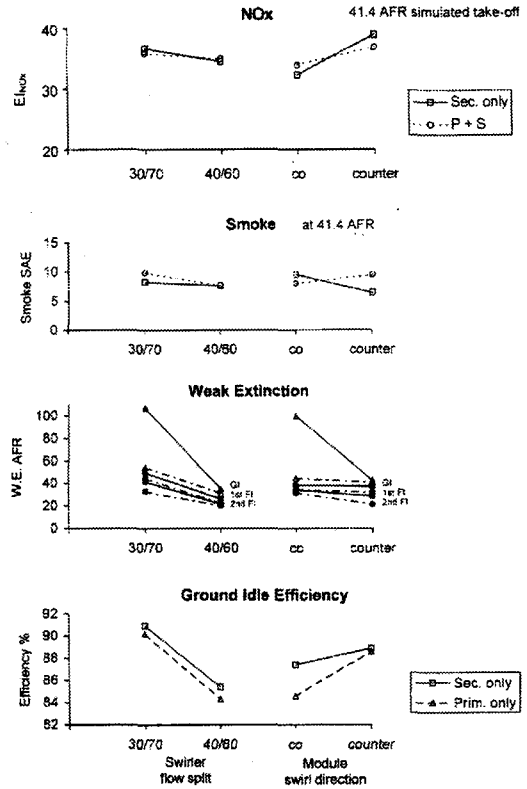 NOx 41.4 AFR simulated take-off
EI NOx
40
30
20
30/70 40/60 co counter
Sec. only
P + S
Smoke at 41.4 AFR
Smoke SAE
15
10
5
0
30/70 40/60 co counter
Weak Extinction
W.E. AFR
100
80
60
40
20
0
GI
1st Ft
2nd Ft
GI
1st Ft
2nd Ft
30/70 40/60 co counter
Ground Idle Efficiency
Efficiency %
92
90
88
86
84
82
30/70 40/60 co counter
Sec. only
Prim. only
Swirler Module
flow split swirl direction